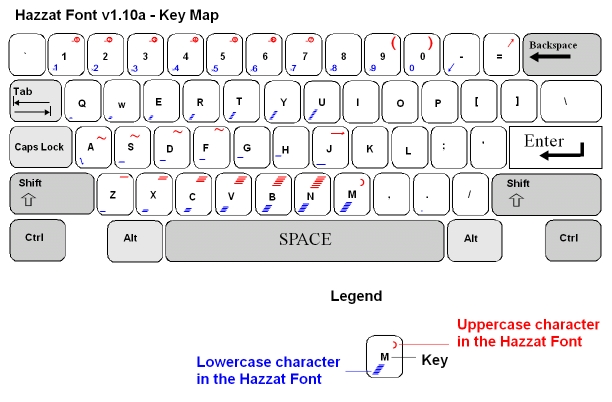 Hazzat Font v1.10a - Key Map
` 1 2 3 4 5 6 7 8 9 0 - = Backspace
1 2 3 4 5 6 7 8 9 0
Tab Q w E R T Y U I O P [ ] \
Caps Lock A S D F G H J K L : ' Enter
Shift Z X C V B N M , . / Shift
Ctrl Alt SPACE Alt Ctrl
Legend
Uppercase character
in the Hazzat Font
M Key
Lowercase character
in the Hazzat Font